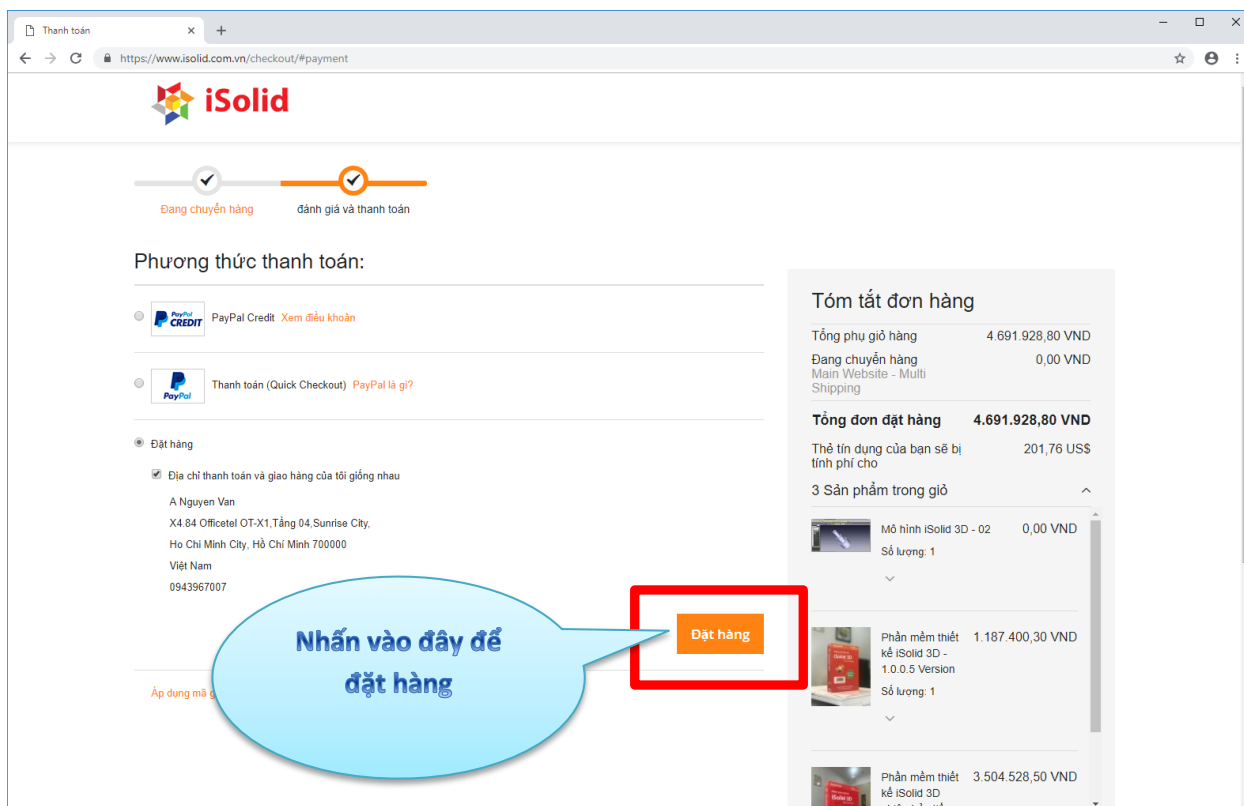 Thanh toán
https://www.isolid.com.vn/checkout/#payment
iSolid
Đang chuyển hàng
đánh giá và thanh toán
Phương thức thanh toán:
PayPal
CREDIT
PayPal Credit Xem điều khoản
PayPal
Thanh toán (Quick Checkout) PayPal là gì?
Đặt hàng
Địa chỉ thanh toán và giao hàng của tôi giống nhau
A Nguyen Van
X4.84 Officetel OT-X1,Tầng 04,Sunrise City,
Ho Chi Minh City, Hồ Chí Minh 700000
Việt Nam
0943967007
Nhấn vào đây để
đặt hàng
Đặt hàng
Áp dụng mã
Tóm tắt đơn hàng
Tổng phụ giỏ hàng 4.691.928,80 VND
Đang chuyển hàng 0,00 VND
Main Website - Multi
Shipping
Tổng đơn đặt hàng 4.691.928,80 VND
Thẻ tín dụng của bạn sẽ bị 201,76 US$
tính phí cho
3 Sản phẩm trong giỏ
Mô hình iSolid 3D - 02 0,00 VND
Số lượng: 1
Phần mềm thiết 1.187.400,30 VND
kế iSolid 3D -
1.0.0.5 Version
Số lượng: 1
Phần mềm thiết 3.504.528,50 VND
kế iSolid 3D